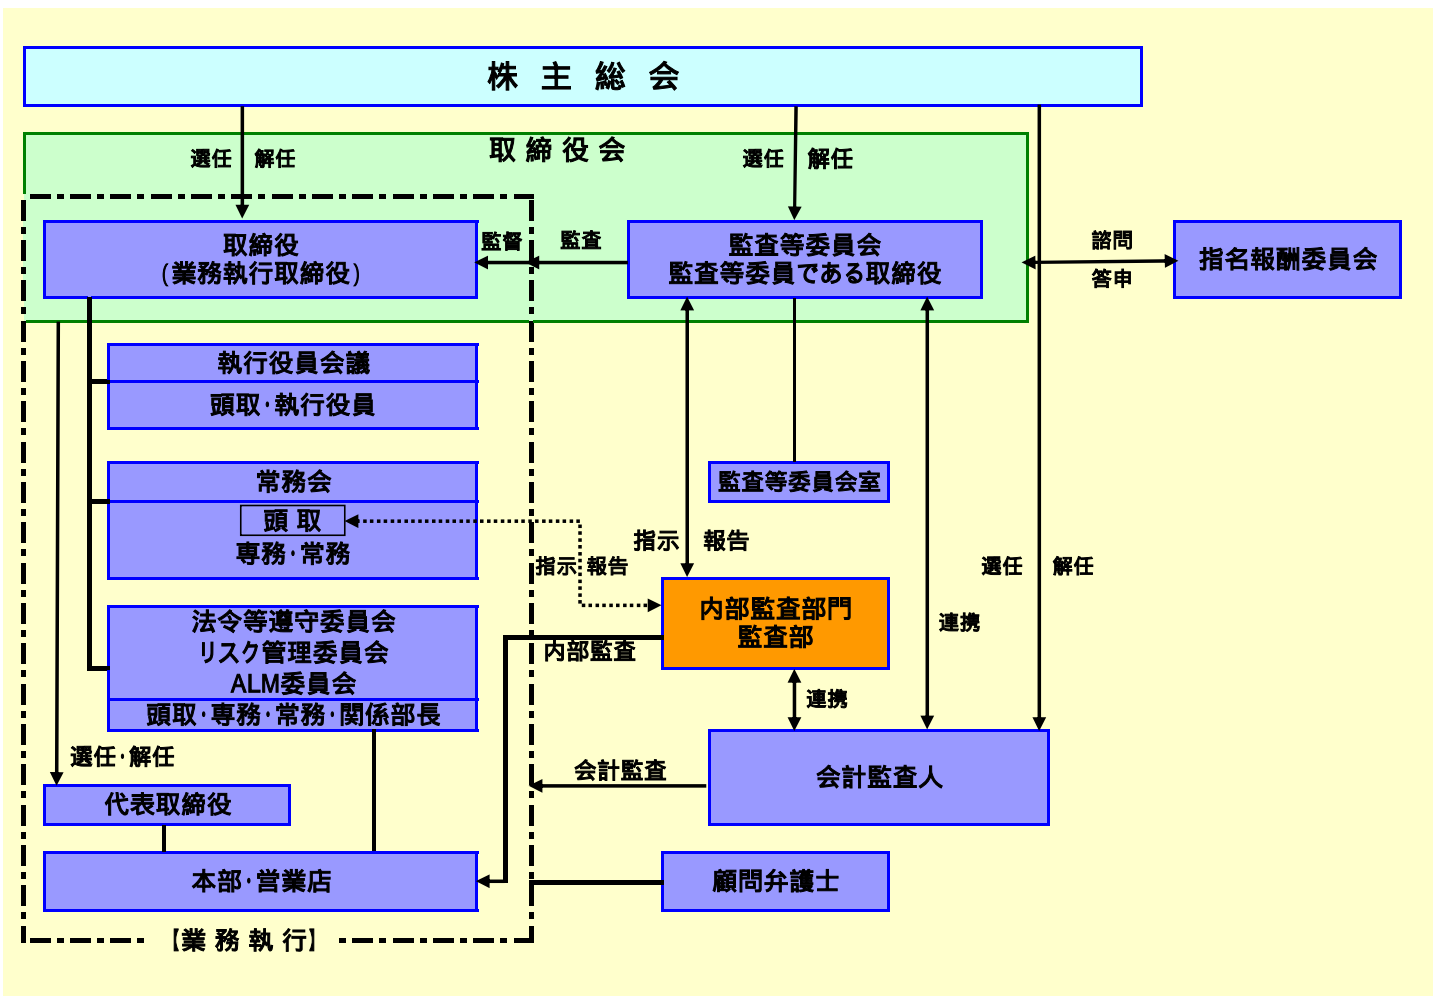 株 主 総 会
取 締 役 会
選任 解任
選任 解任
取締役
(業務執行取締役)
監督
監査
監査等委員会
監査等委員である取締役
諮問
答申
指名報酬委員会
執行役員会議
頭取･執行役員
常務会
頭 取
専務･常務
監査等委員会室
指示 報告
指示 報告
選任 解任
内部監査部門
監査部
法令等遵守委員会
リスク管理委員会
ALM委員会
頭取･専務･常務･関係部長
内部監査
連携
連携
選任･解任
会計監査
会計監査人
代表取締役
本部･営業店
顧問弁護士
【業 務 執 行】